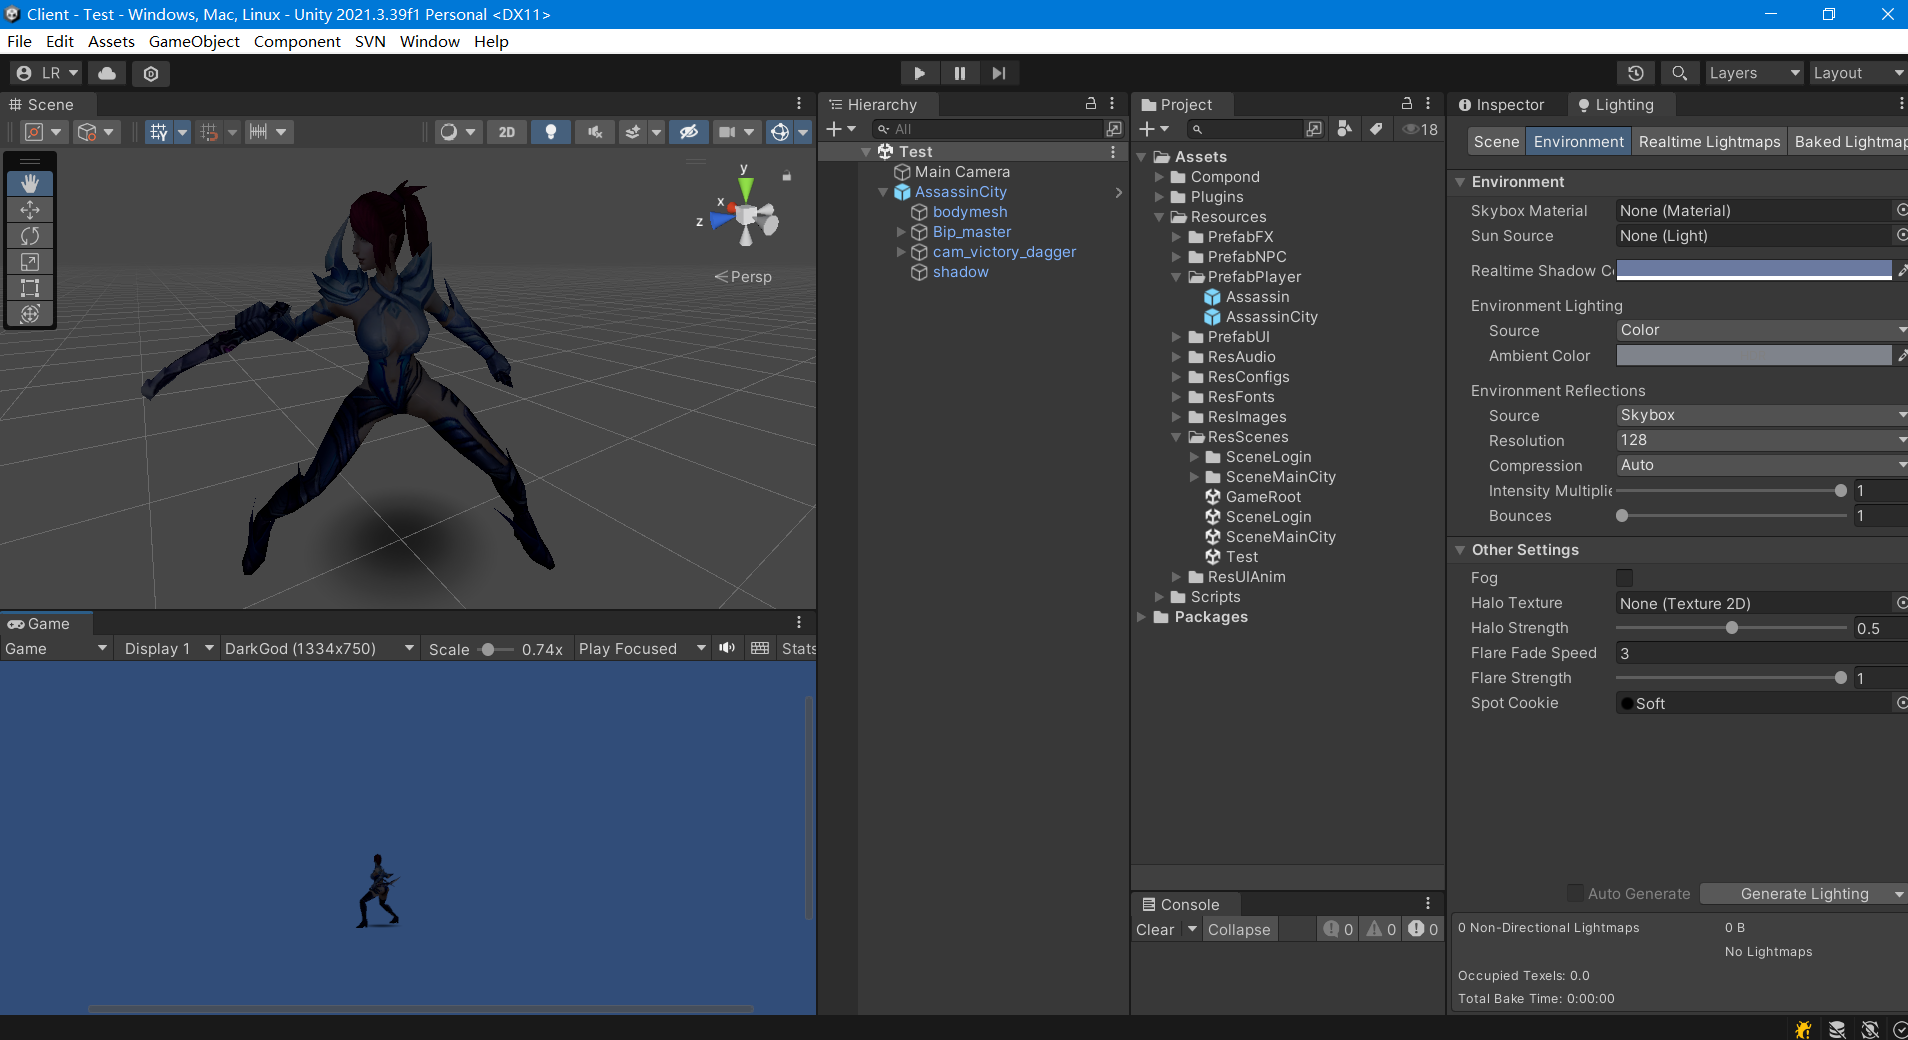 Client - Test - Windows, Mac, Linux - Unity 2021.3.39f1 Personal <DX11>
File Edit Assets GameObject Component SVN Window Help
LR
Layers
Layout
Scene
2D
y
x
z
Persp
Game
Game
Display 1
DarkGod (1334x750)
Scale
0.74x
Play Focused
Stats
Hierarchy
All
Test
Main Camera
AssassinCity
bodymesh
Bip_master
cam_victory_dagger
shadow
Project
18
Assets
Compond
Plugins
Resources
PrefabFX
PrefabNPC
PrefabPlayer
Assassin
AssassinCity
PrefabUI
ResAudio
ResConfigs
ResFonts
ResImages
ResScenes
SceneLogin
SceneMainCity
GameRoot
SceneLogin
SceneMainCity
Test
ResUIAnim
Scripts
Packages
Console
Clear
Collapse
0
0
0
Inspector
Lighting
Scene
Environment
Realtime Lightmaps
Baked Lightmap
Environment
Skybox Material None (Material)
Sun Source None (Light)
Realtime Shadow C
Environment Lighting
Source Color
Ambient Color
Environment Reflections
Source Skybox
Resolution 128
Compression Auto
Intensity Multiplie 1
Bounces 1
Other Settings
Fog
Halo Texture None (Texture 2D)
Halo Strength 0.5
Flare Fade Speed 3
Flare Strength 1
Spot Cookie Soft
Auto Generate
Generate Lighting
0 Non-Directional Lightmaps 0 B
No Lightmaps
Occupied Texels: 0.0
Total Bake Time: 0:00:00